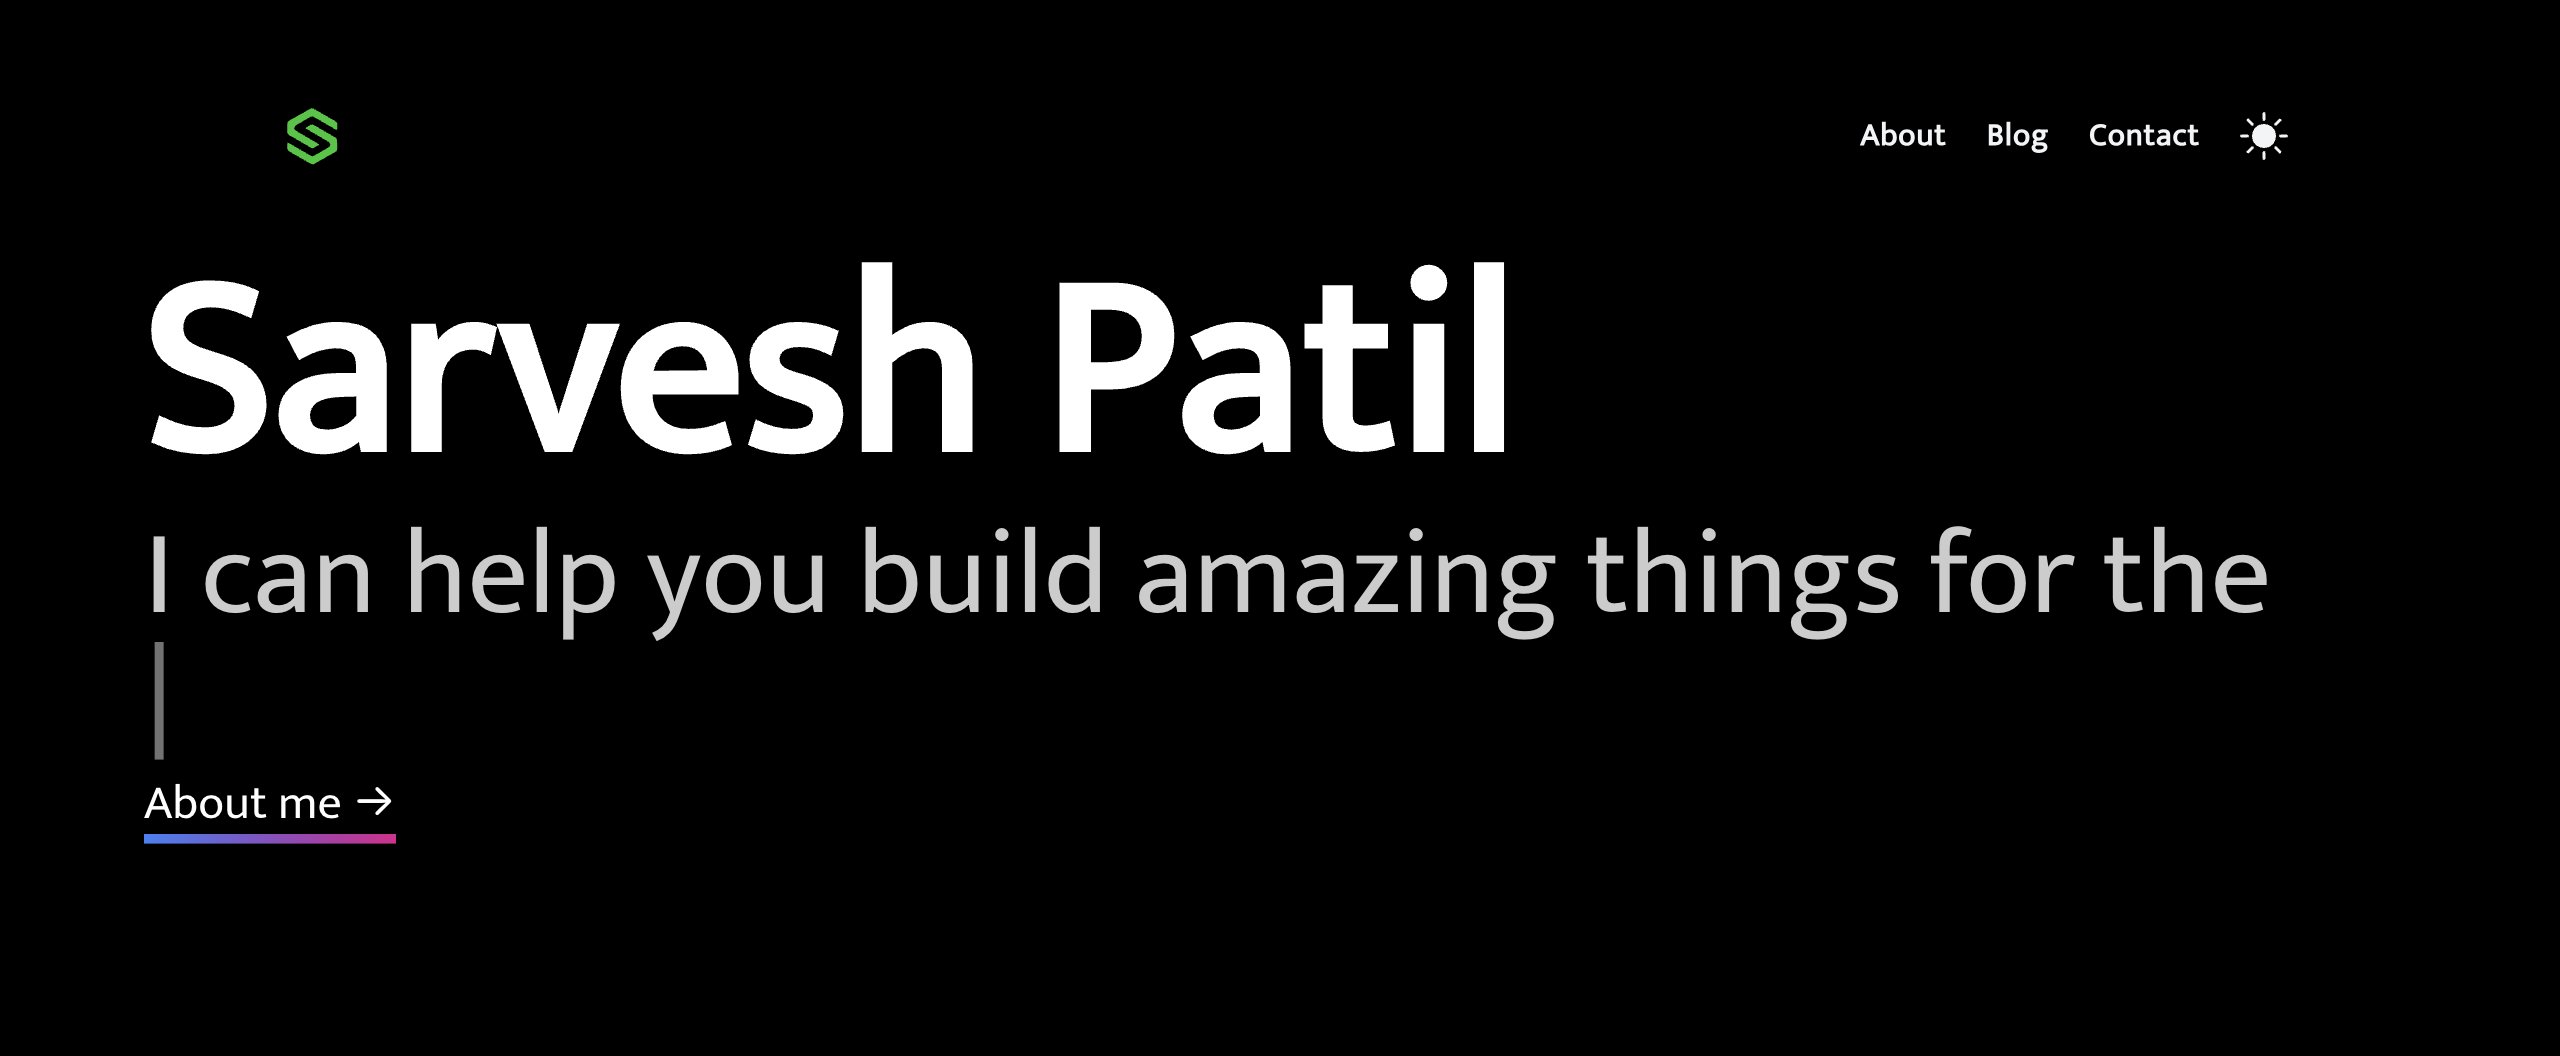 About Blog Contact
Sarvesh Patil
I can help you build amazing things for the
About me →